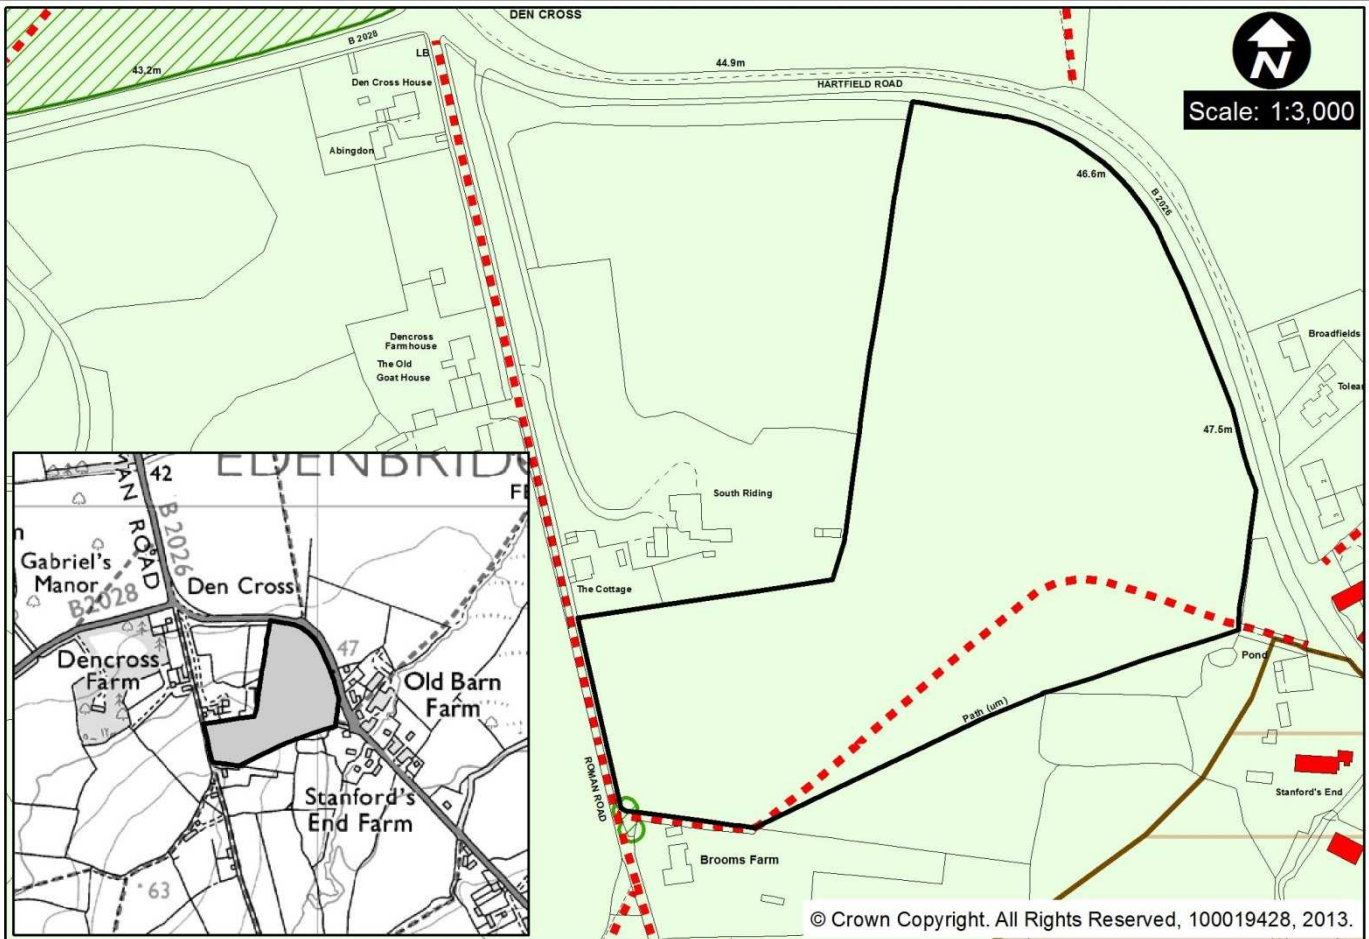 DEN CROSS
B 2028
LB
43.2m
44.9m
HARTFIELD ROAD
N
Scale: 1:3,000
Den Cross House
Abingdon
46.6m
B 2026
Dencross
Farmhouse
The Old
Goat House
Broadfields
47.5m
2
3
South Riding
The Cottage
Pond
Path (um)
ROMAN ROAD
Stanford's End
Brooms Farm
EDENBRID
42
ROAD
B 2026
Gabriel's
Manor
B2028
Den Cross
47
Dencross
Farm
Old Barn
Farm
Stanford's
End Farm
63
© Crown Copyright. All Rights Reserved, 100019428, 2013.